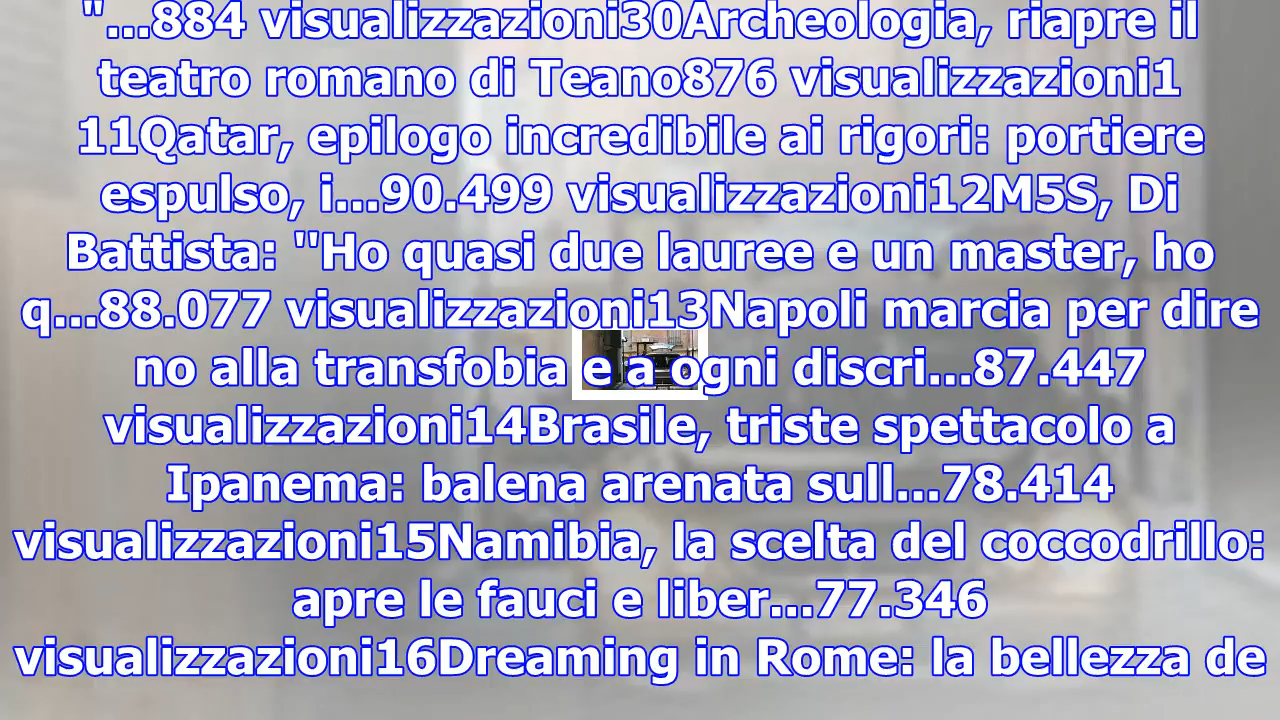 "...884 visualizzazioni30Archeologia, riapre il
teatro romano di Teano876 visualizzazioni1
11Qatar, epilogo incredibile ai rigori: portiere
espulso, i...90.499 visualizzazioni12M5S, Di
Battista: "Ho quasi due lauree e un master, ho
q...88.077 visualizzazioni13Napoli marcia per dire
no alla transfobia e a ogni discri...87.447
visualizzazioni14Brasile, triste spettacolo a
Ipanema: balena arenata sull...78.414
visualizzazioni15Namibia, la scelta del coccodrillo:
apre le fauci e liber...77.346
visualizzazioni16Dreaming in Rome: la bellezza de